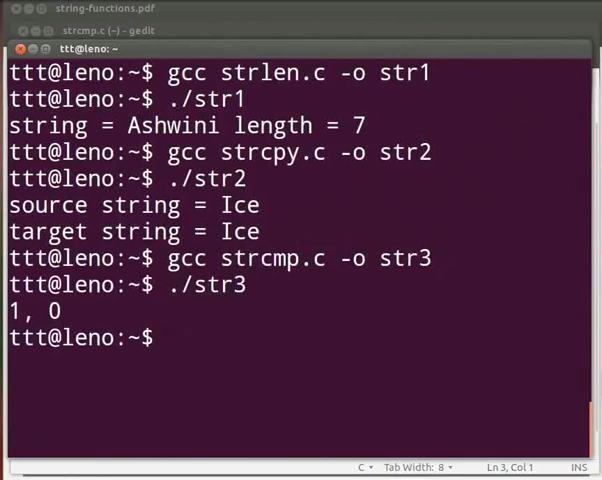 string-functions.pdf
strcmp.c (~) - gedit
ttt@leno: ~
ttt@leno:~$ gcc strlen.c -o str1
ttt@leno:~$ ./str1
string = Ashwini length = 7
ttt@leno:~$ gcc strcpy.c -o str2
ttt@leno:~$ ./str2
source string = Ice
target string = Ice
ttt@leno:~$ gcc strcmp.c -o str3
ttt@leno:~$ ./str3
1, 0
ttt@leno:~$
C Tab Width: 8 Ln 3, Col 1 INS